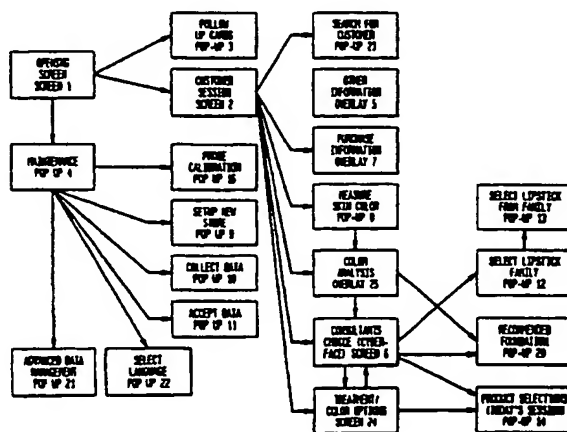 FOLLOW
UP CARDS
POP-UP 3
SEARCH FOR
CUSTOMER
POP-UP 23
OPENING
SCREEN
SCREEN 1
CUSTOMER
SESSION
SCREEN 2
OTHER
INFORMATION
OVERLAY 5
MAINTENANCE
POP UP 4
PROBE
CALIBRATION
POP UP 16
PURCHASE
INFORMATION
OVERLAY 7
SETUP NEW
STORE
POP UP 9
MEASURE
SKIN COLOR
POP-UP 8
SELECT LIPSTICK
FROM FAMILY
POP-UP 13
COLLECT DATA
POP UP 10
COLOR
ANALYSIS
OVERLAY 25
SELECT LIPSTICK
FAMILY
POP-UP 12
ACCEPT DATA
POP UP 11
CONSULTANTS
CHOICE (CYBER-
FACE) SCREEN 6
RECOMMENDED
FOUNDATION
POP-UP 20
ADVANCED DATA
MANAGEMENT
POP UP 21
SELECT
LANGUAGE
POP UP 22
TREATMENT/
COLOR OPTIONS
SCREEN 24
PRODUCT SELECTIONS
(TODAY'S SESSION)
POP-UP 14